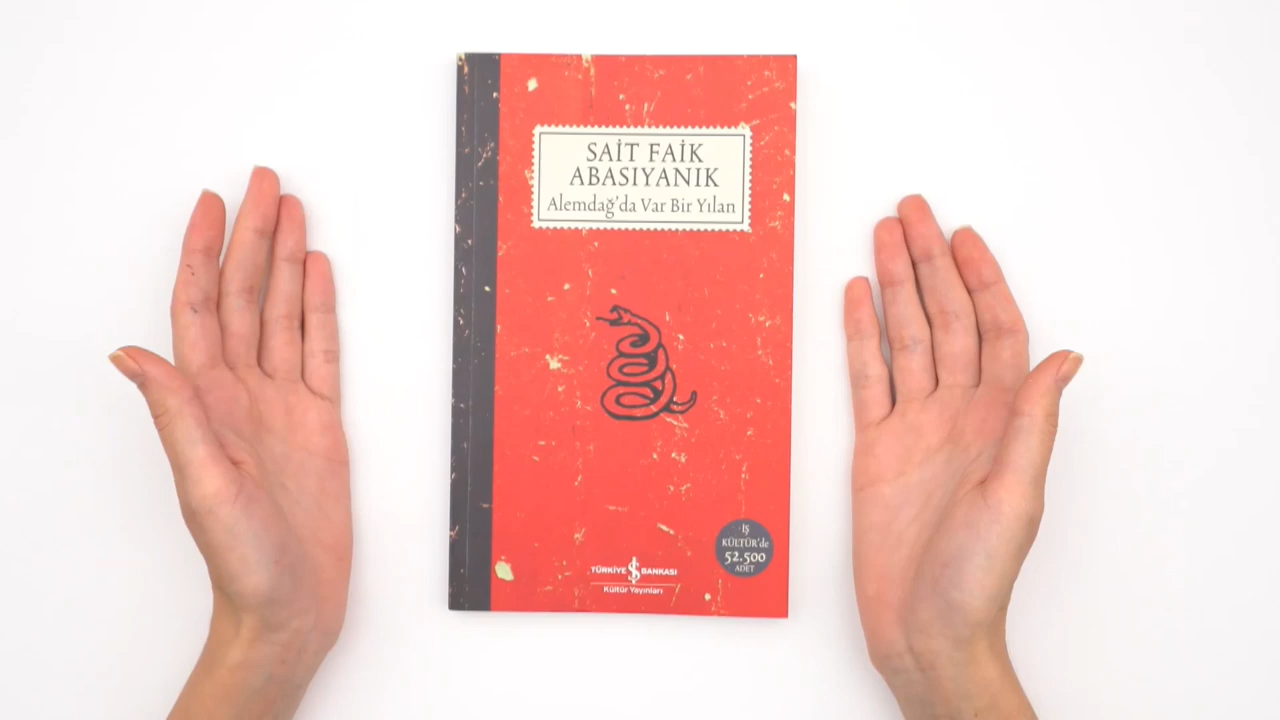 SAİT FAİK
ABASIYANIK
Alemdağ'da Var Bir Yılan
İŞ
KÜLTÜR'de
52.500
ADET
TÜRKİYE İŞ BANKASI
Kültür Yayınları